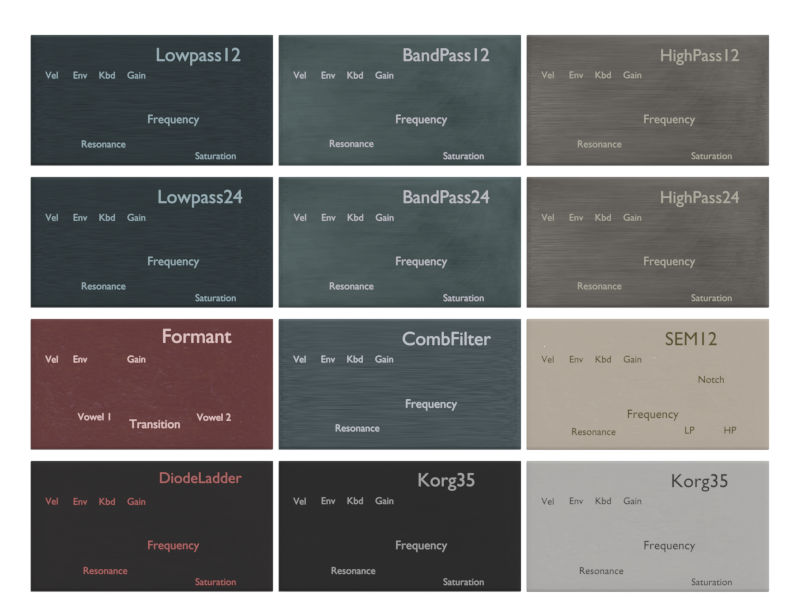 Lowpass12
Vel Env Kbd Gain
Frequency
Resonance
Saturation
BandPass12
Vel Env Kbd Gain
Frequency
Resonance
Saturation
HighPass12
Vel Env Kbd Gain
Frequency
Resonance
Saturation
Lowpass24
Vel Env Kbd Gain
Frequency
Resonance
Saturation
BandPass24
Vel Env Kbd Gain
Frequency
Resonance
Saturation
HighPass24
Vel Env Kbd Gain
Frequency
Resonance
Saturation
Formant
Vel Env Gain
Vowel 1 Transition Vowel 2
CombFilter
Vel Env Kbd Gain
Frequency
Resonance
SEM12
Vel Env Kbd Gain
Notch
Frequency
Resonance LP HP
DiodeLadder
Vel Env Kbd Gain
Frequency
Resonance
Saturation
Korg35
Vel Env Kbd Gain
Frequency
Resonance
Saturation
Korg35
Vel Env Kbd Gain
Frequency
Resonance
Saturation